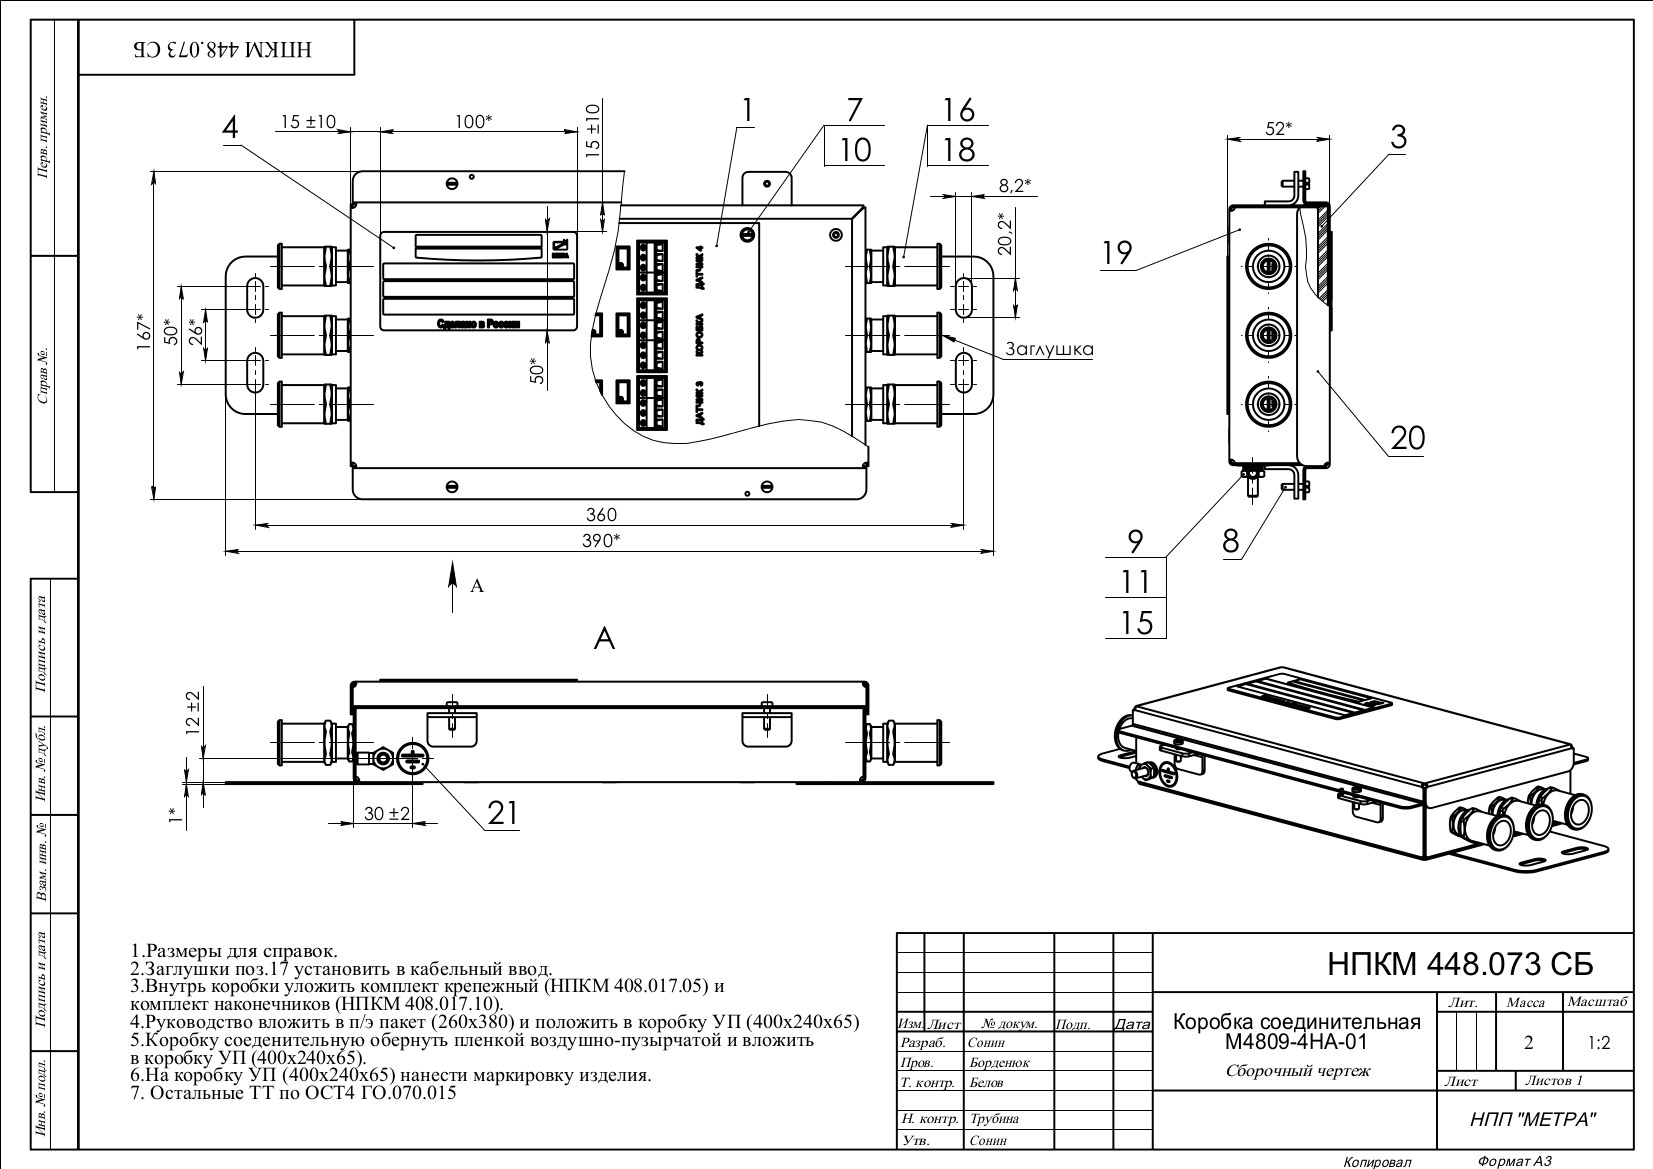 НПКМ 448.073 СБ
Перв. примен.
Справ №.
Подпись и дата
Инв. № дубл.
Взам. инв. №
Подпись и дата
Инв. № подл.
4
15 ±10
100*
15 ±10
1
7
10
16
18
8,2*
20,2*
52*
3
19
167*
50*
26*
Сделано в России
50*
ДАТЧИК 4
КОРОБКА
ДАТЧИК 3
Заглушка
20
360
390*
9
11
15
8
А
А
12 ±2
1*
30 ±2
21
1.Размеры для справок.
2.Заглушки поз.17 установить в кабельный ввод.
3.Внутрь коробки уложить комплект крепежный (НПКМ 408.017.05) и
комплект наконечников (НПКМ 408.017.10).
4.Руководство вложить в п/э пакет (260х380) и положить в коробку УП (400х240х65)
5.Коробку соеденительную обернуть пленкой воздушно-пузырчатой и вложить
в коробку УП (400х240х65).
6.На коробку УП (400х240х65) нанести маркировку изделия.
7. Остальные ТТ по ОСТ4 ГО.070.015
НПКМ 448.073 СБ
Изм. Лист № докум. Подп. Дата
Разраб. Сонин
Пров. Борденюк
Т. контр. Белов
Н. контр. Трубина
Утв. Сонин
Коробка соединительная
М4809-4НА-01
Сборочный чертеж
Лит. Масса Масштаб
2 1:2
Лист Листов 1
НПП "МЕТРА"
Копировал Формат А3